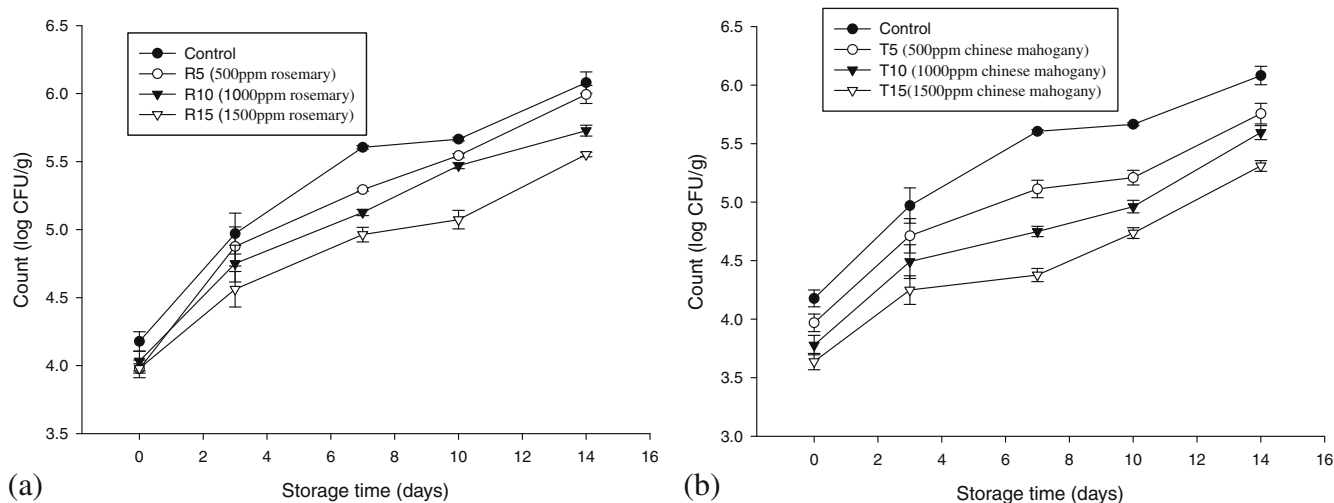 6.5
6.0
5.5
5.0
4.5
4.0
3.5
Count (log CFU/g)
Control
R5 (500ppm rosemary)
R10 (1000ppm rosemary)
R15 (1500ppm rosemary)
0 2 4 6 8 10 12 14 16
Storage time (days)
(a)
6.5
6.0
5.5
5.0
4.5
4.0
3.5
3.0
Count (log CFU/g)
Control
T5 (500ppm chinese mahogany)
T10 (1000ppm chinese mahogany)
T15(1500ppm chinese mahogany)
0 2 4 6 8 10 12 14 16
Storage time (days)
(b)